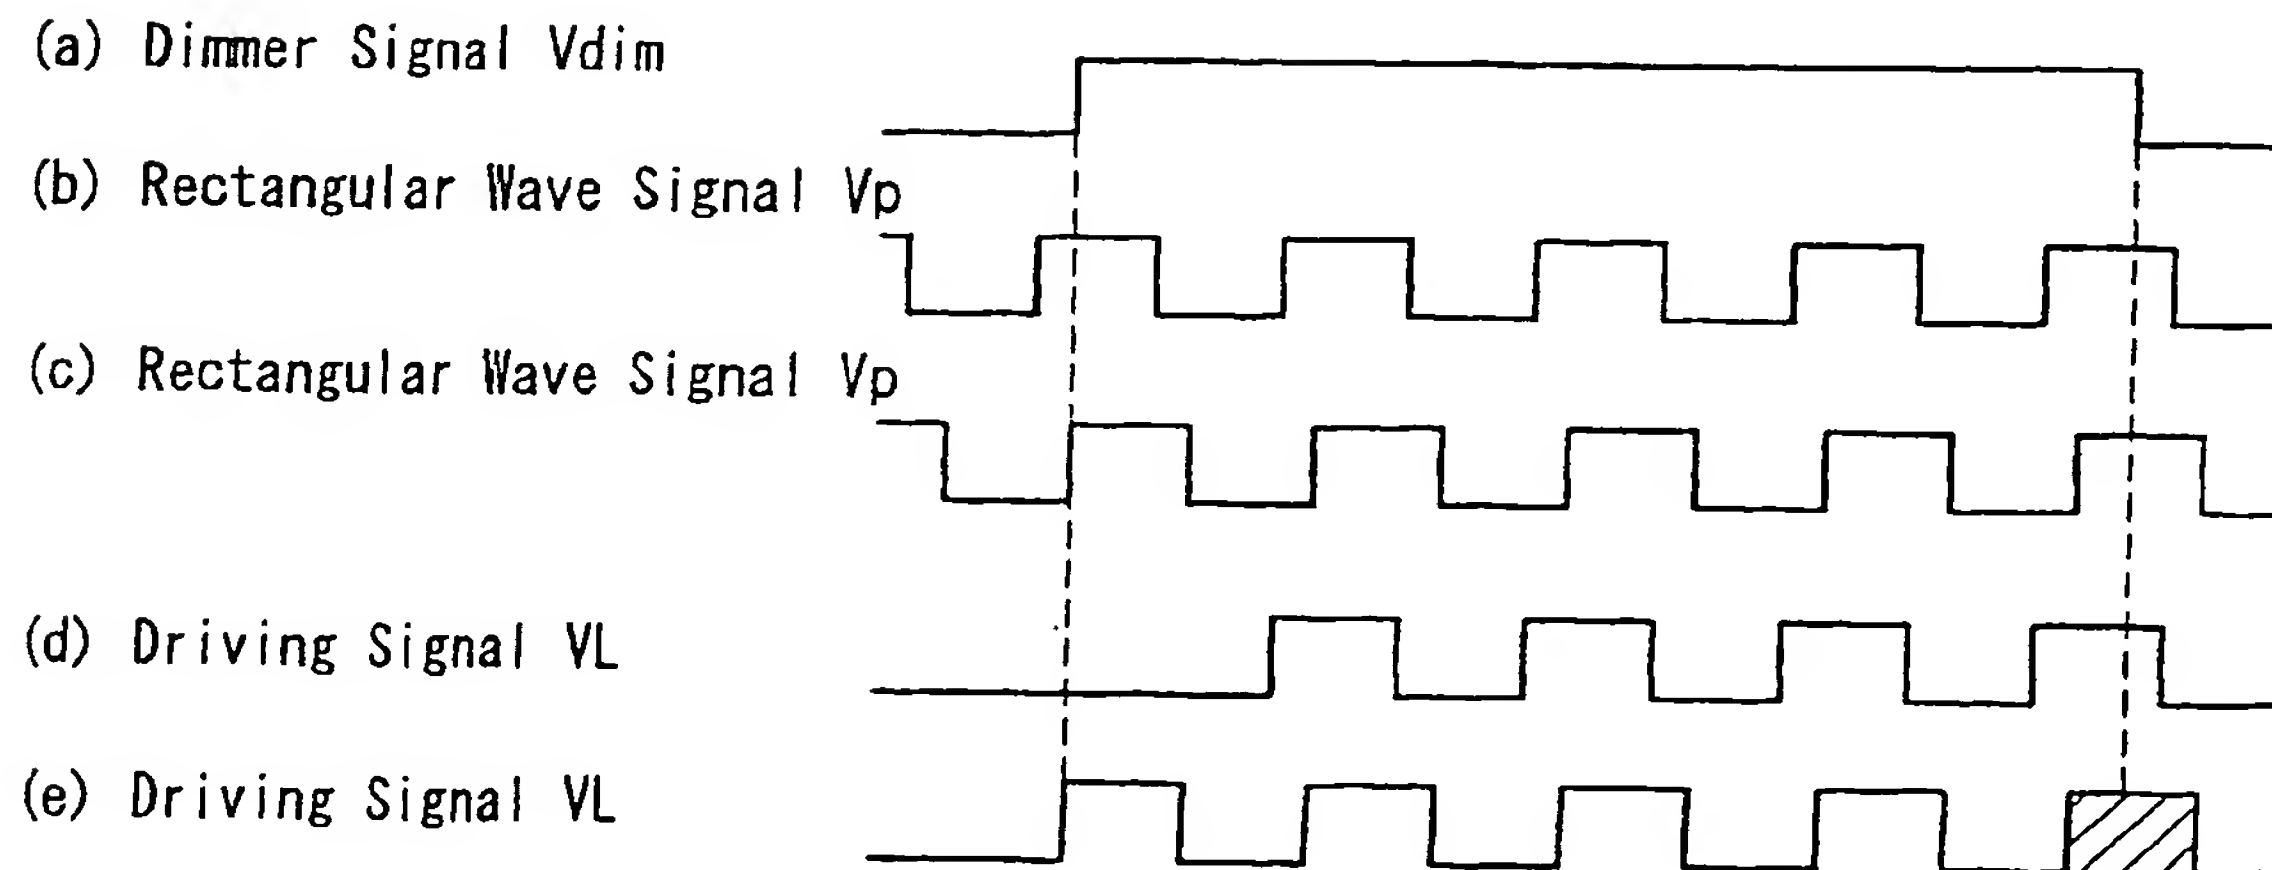 (a) Dimmer Signal Vdim
(b) Rectangular Wave Signal Vp
(c) Rectangular Wave Signal Vp
(d) Driving Signal VL
(e) Driving Signal VL